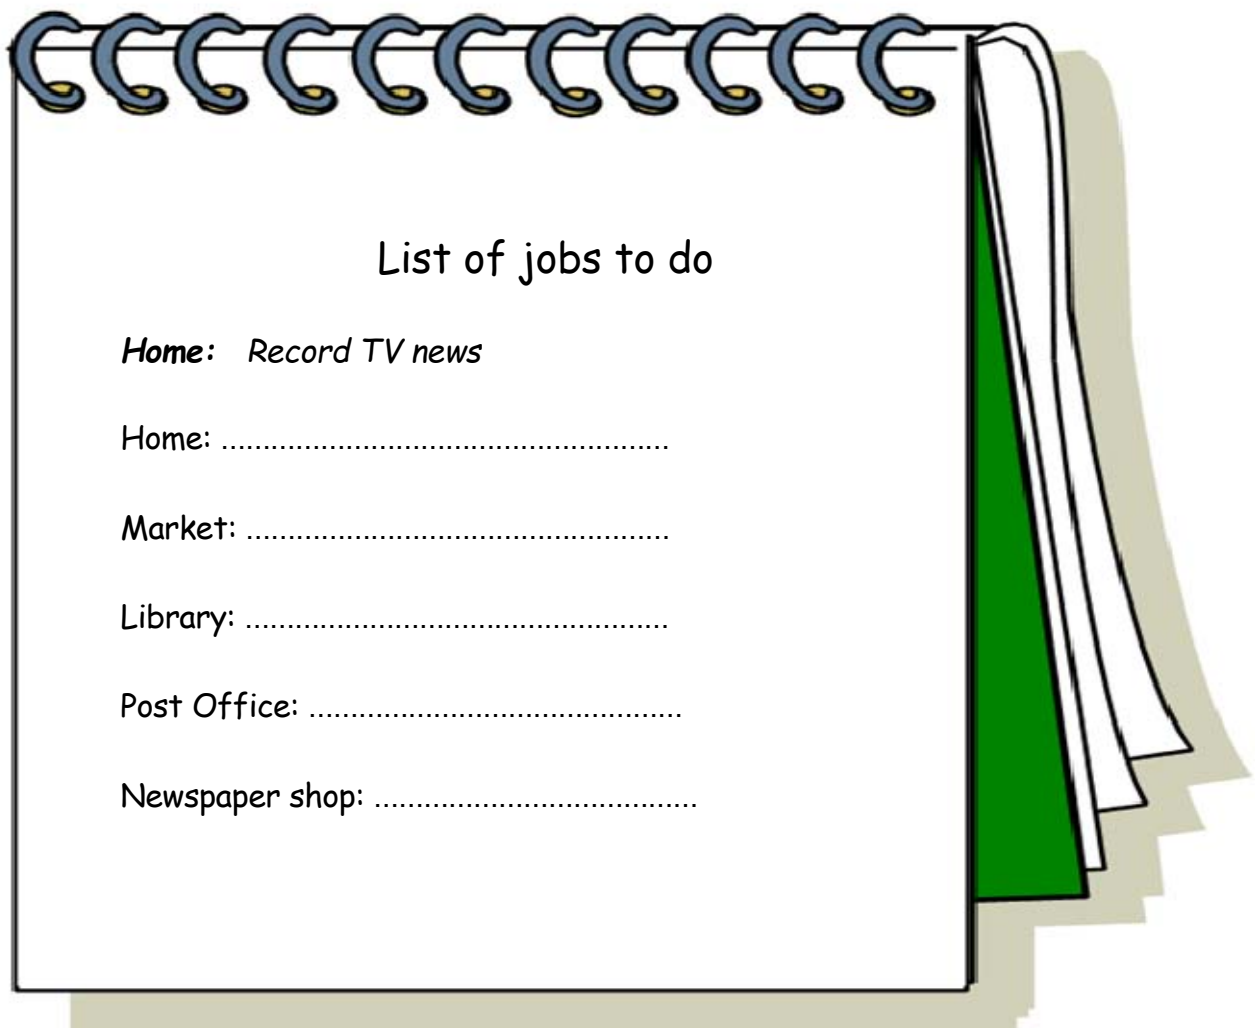 List of jobs to do
Home: Record TV news
Home: ......................................................
Market: ...................................................
Library: ...................................................
Post Office: .............................................
Newspaper shop: .......................................